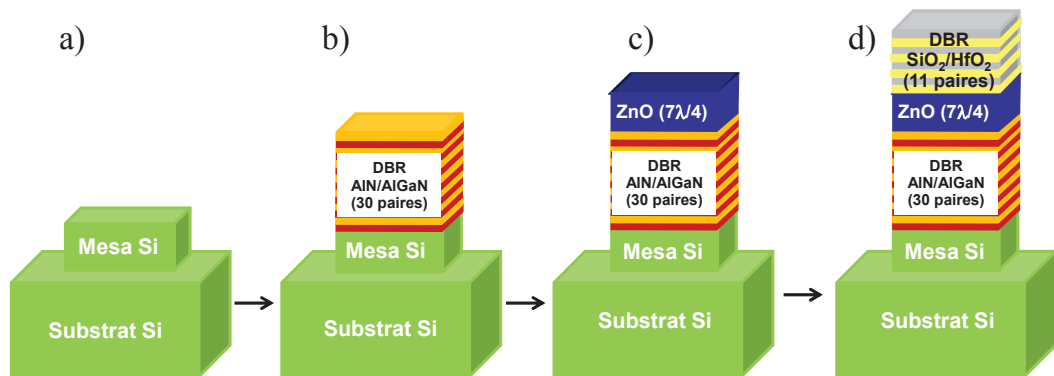 a)
Mesa Si
Substrat Si
b)
DBR
AlN/AlGaN
(30 paires)
Mesa Si
Substrat Si
c)
ZnO (7λ/4)
DBR
AlN/AlGaN
(30 paires)
Mesa Si
Substrat Si
d)
DBR
SiO₂/HfO₂
(11 paires)
ZnO (7λ/4)
DBR
AlN/AlGaN
(30 paires)
Mesa Si
Substrat Si